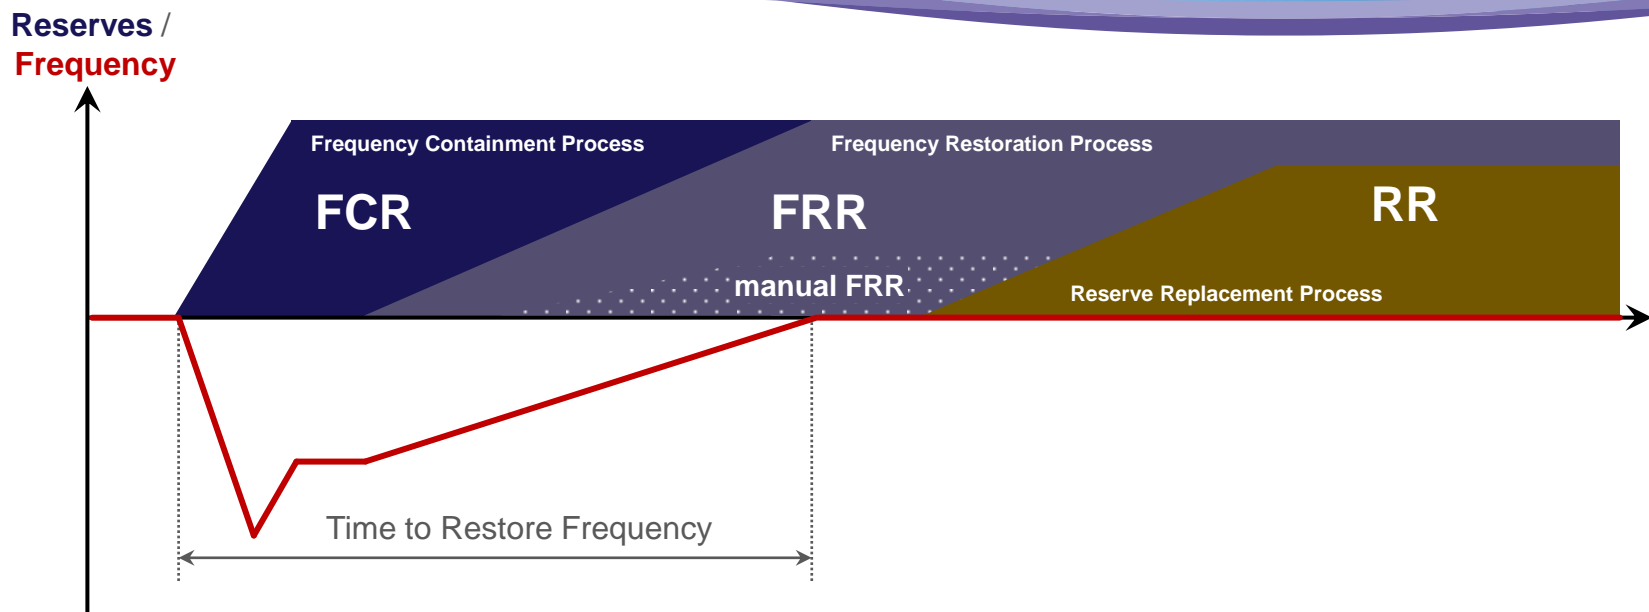 Reserves /
Frequency
Frequency Containment Process
Frequency Restoration Process
FCR
FRR
RR
manual FRR
Reserve Replacement Process
Time to Restore Frequency